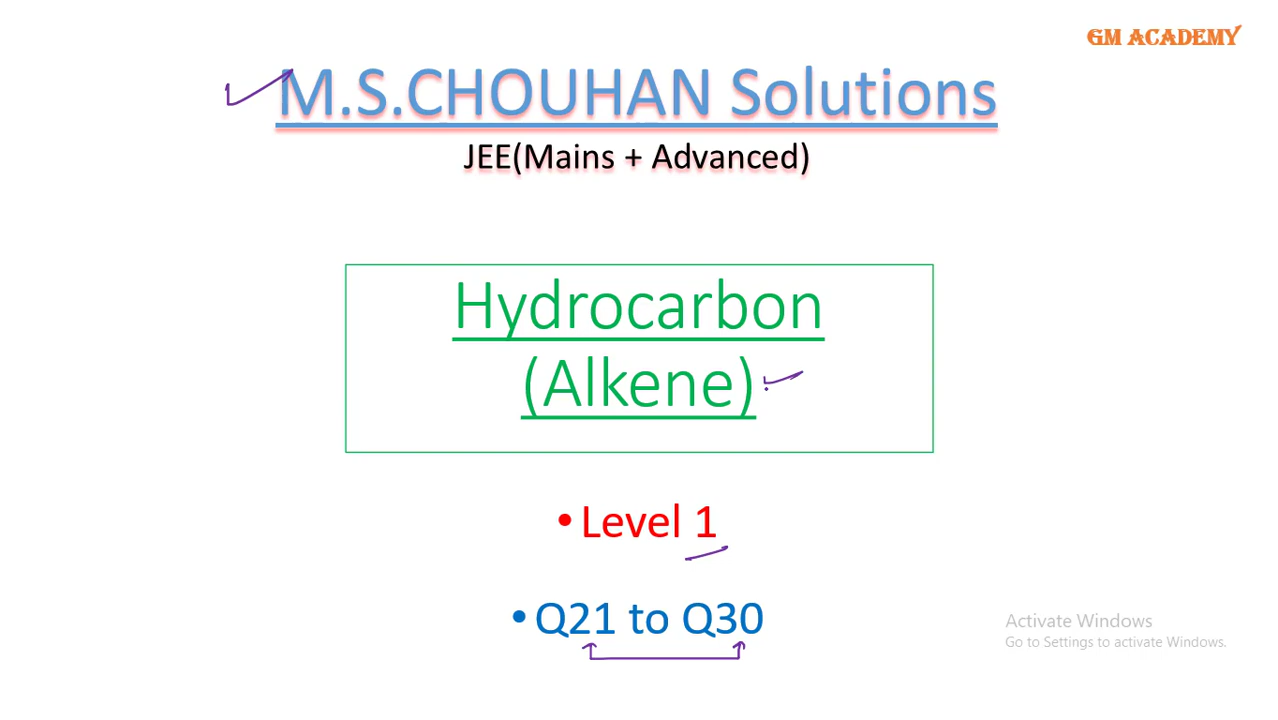 GM ACADEMY
M.S.CHOUHAN Solutions
JEE(Mains + Advanced)
Hydrocarbon
(Alkene)
• Level 1
• Q21 to Q30
Activate Windows
Go to Settings to activate Windows.